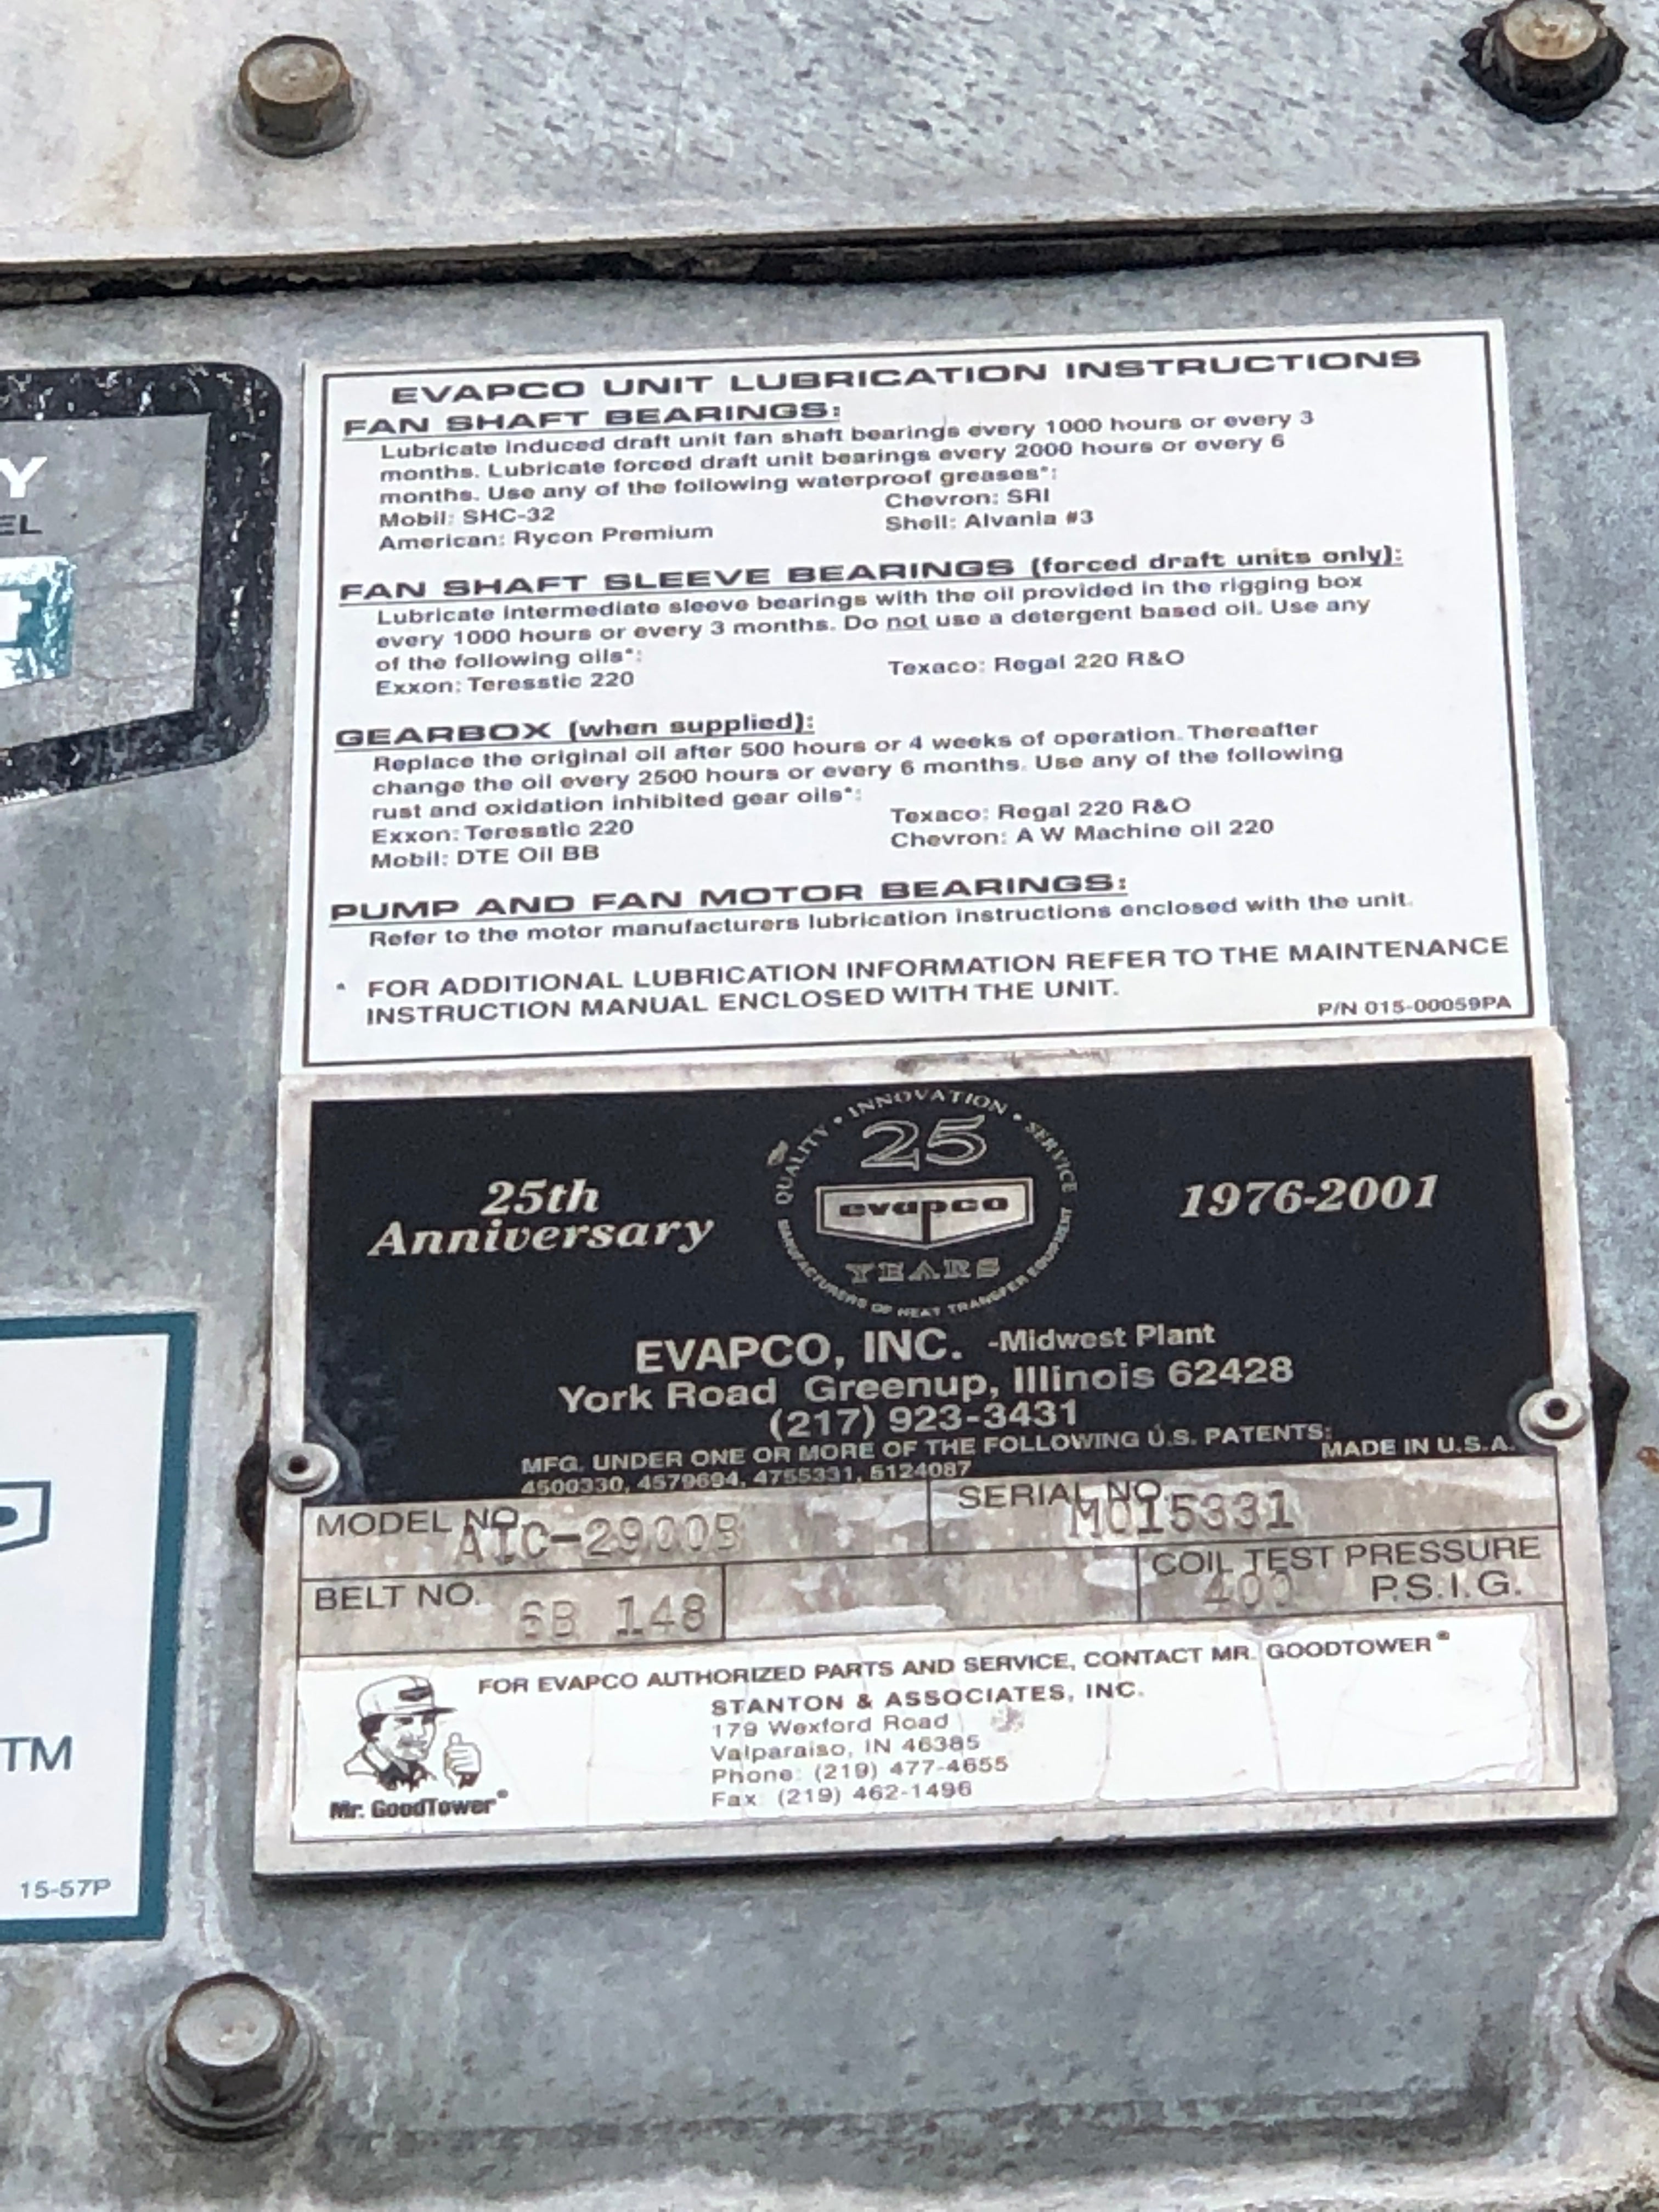 EVAPCO UNIT LUBRICATION INSTRUCTIONS
FAN SHAFT BEARINGS:
Lubricate induced draft unit fan shaft bearings every 1000 hours or every 3
months. Lubricate forced draft unit bearings every 2000 hours or every 6
months. Use any of the following waterproof greases*:
Mobil: SHC-32 Chevron: SRI
American: Rycon Premium Shell: Alvania #3
FAN SHAFT SLEEVE BEARINGS (forced draft units only):
Lubricate intermediate sleeve bearings with the oil provided in the rigging box
every 1000 hours or every 3 months. Do not use a detergent based oil. Use any
of the following oils*:
Exxon: Teresstic 220 Texaco: Regal 220 R&O
GEARBOX (when supplied):
Replace the original oil after 500 hours or 4 weeks of operation. Thereafter
change the oil every 2500 hours or every 6 months. Use any of the following
rust and oxidation inhibited gear oils*:
Exxon: Teresstic 220 Texaco: Regal 220 R&O
Mobil: DTE Oil BB Chevron: A W Machine oil 220
PUMP AND FAN MOTOR BEARINGS:
Refer to the motor manufacturers lubrication instructions enclosed with the unit.
* FOR ADDITIONAL LUBRICATION INFORMATION REFER TO THE MAINTENANCE
INSTRUCTION MANUAL ENCLOSED WITH THE UNIT.
P/N 015-00059PA
Y
EL
QUALITY • INNOVATION • SERVICE
25
evapco
YEARS
MANUFACTURERS OF HEAT TRANSFER EQUIPMENT
25th
Anniversary
1976-2001
EVAPCO, INC. -Midwest Plant
York Road Greenup, Illinois 62428
(217) 923-3431
MFG. UNDER ONE OR MORE OF THE FOLLOWING U.S. PATENTS:
4500330, 4579694, 4755331, 5124087 MADE IN U.S.A.
MODEL NO. AIC-2900B SERIAL NO. M015331
BELT NO. 6B 148 COIL TEST PRESSURE
400 P.S.I.G.
FOR EVAPCO AUTHORIZED PARTS AND SERVICE, CONTACT MR. GOODTOWER®
STANTON & ASSOCIATES, INC.
179 Wexford Road
Valparaiso, IN 46385
Phone: (219) 477-4655
Fax: (219) 462-1496
Mr. GoodTower®
TM
15-57P